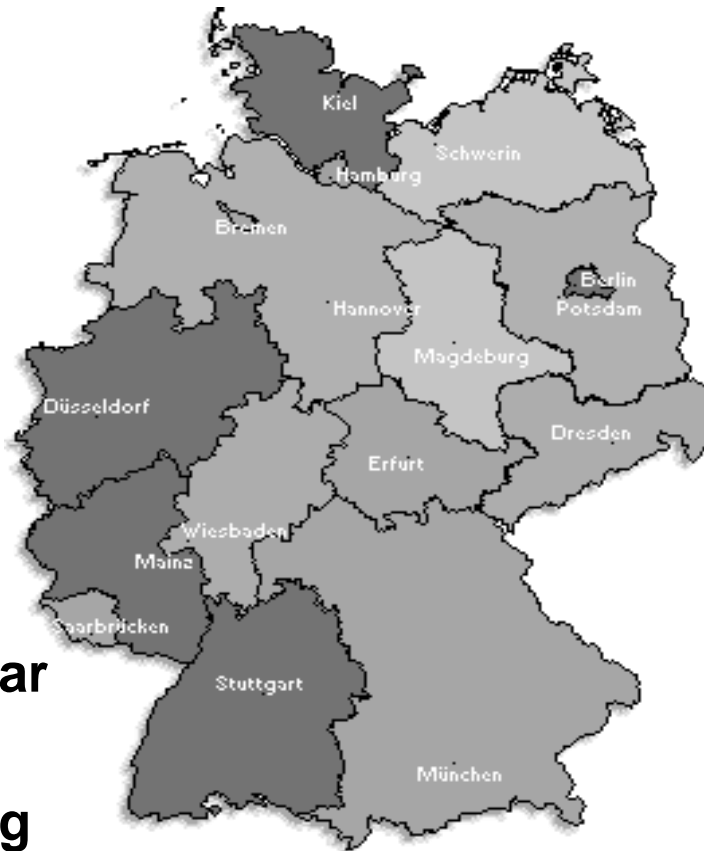 Kiel
Schwerin
Hamburg
Bremen
Berlin
Hannover
Potsdam
Magdeburg
Düsseldorf
Dresden
Erfurt
Wiesbaden
Mainz
Saarbrücken
ar
Stuttgart
München
g